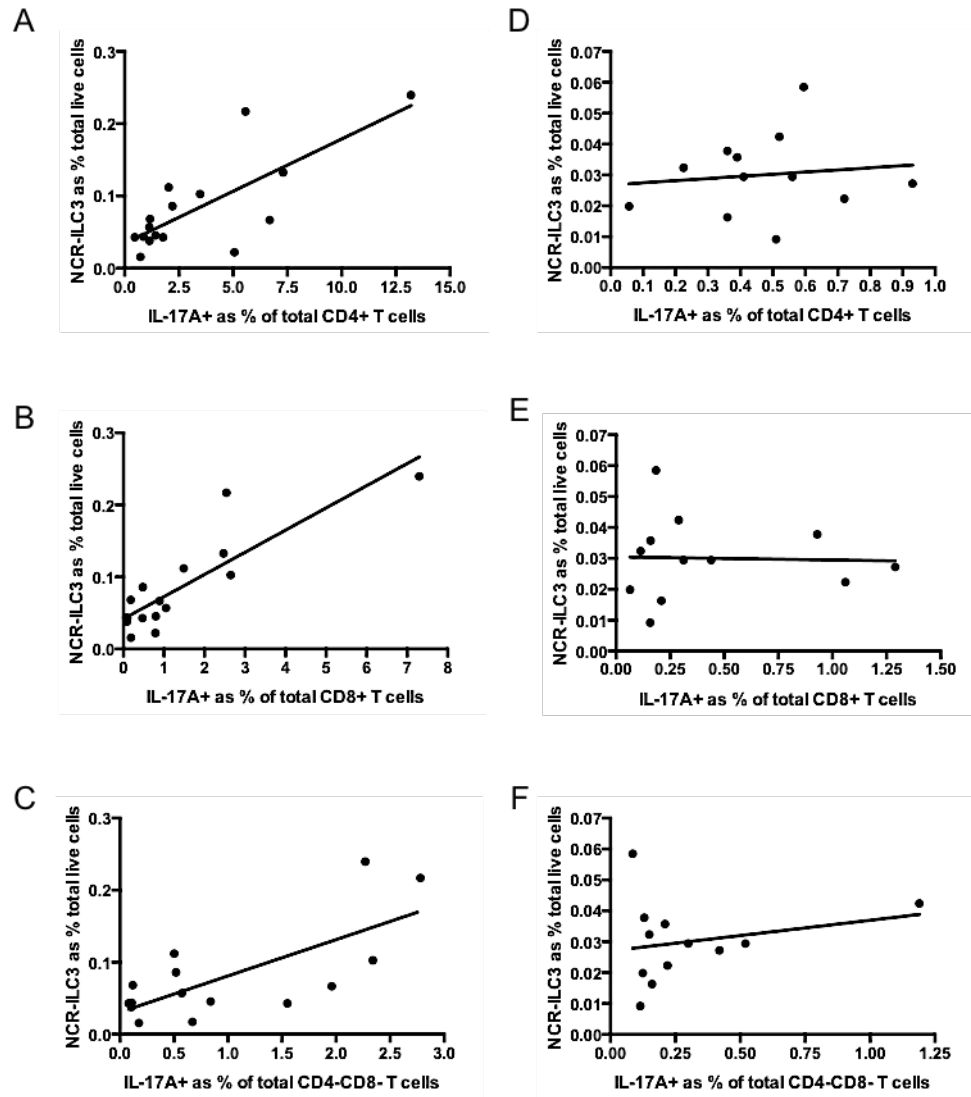 A
NCR-ILC3 as % total live cells
0.3
0.2
0.1
0.0
0.0 2.5 5.0 7.5 10.0 12.5 15.0
IL-17A+ as % of total CD4+ T cells
D
NCR-ILC3 as % total live cells
0.07
0.06
0.05
0.04
0.03
0.02
0.01
0.00
0.0 0.1 0.2 0.3 0.4 0.5 0.6 0.7 0.8 0.9 1.0
IL-17A+ as % of total CD4+ T cells
B
NCR-ILC3 as % total live cells
0.3
0.2
0.1
0.0
0 1 2 3 4 5 6 7 8
IL-17A+ as % of total CD8+ T cells
E
NCR-ILC3 as % total live cells
0.07
0.06
0.05
0.04
0.03
0.02
0.01
0.00
0.00 0.25 0.50 0.75 1.00 1.25 1.50
IL-17A+ as % of total CD8+ T cells
C
NCR-ILC3 as % total live cells
0.3
0.2
0.1
0.0
0.0 0.5 1.0 1.5 2.0 2.5 3.0
IL-17A+ as % of total CD4-CD8- T cells
F
NCR-ILC3 as % total live cells
0.07
0.06
0.05
0.04
0.03
0.02
0.01
0.00
0.00 0.25 0.50 0.75 1.00 1.25
IL-17A+ as % of total CD4-CD8- T cells